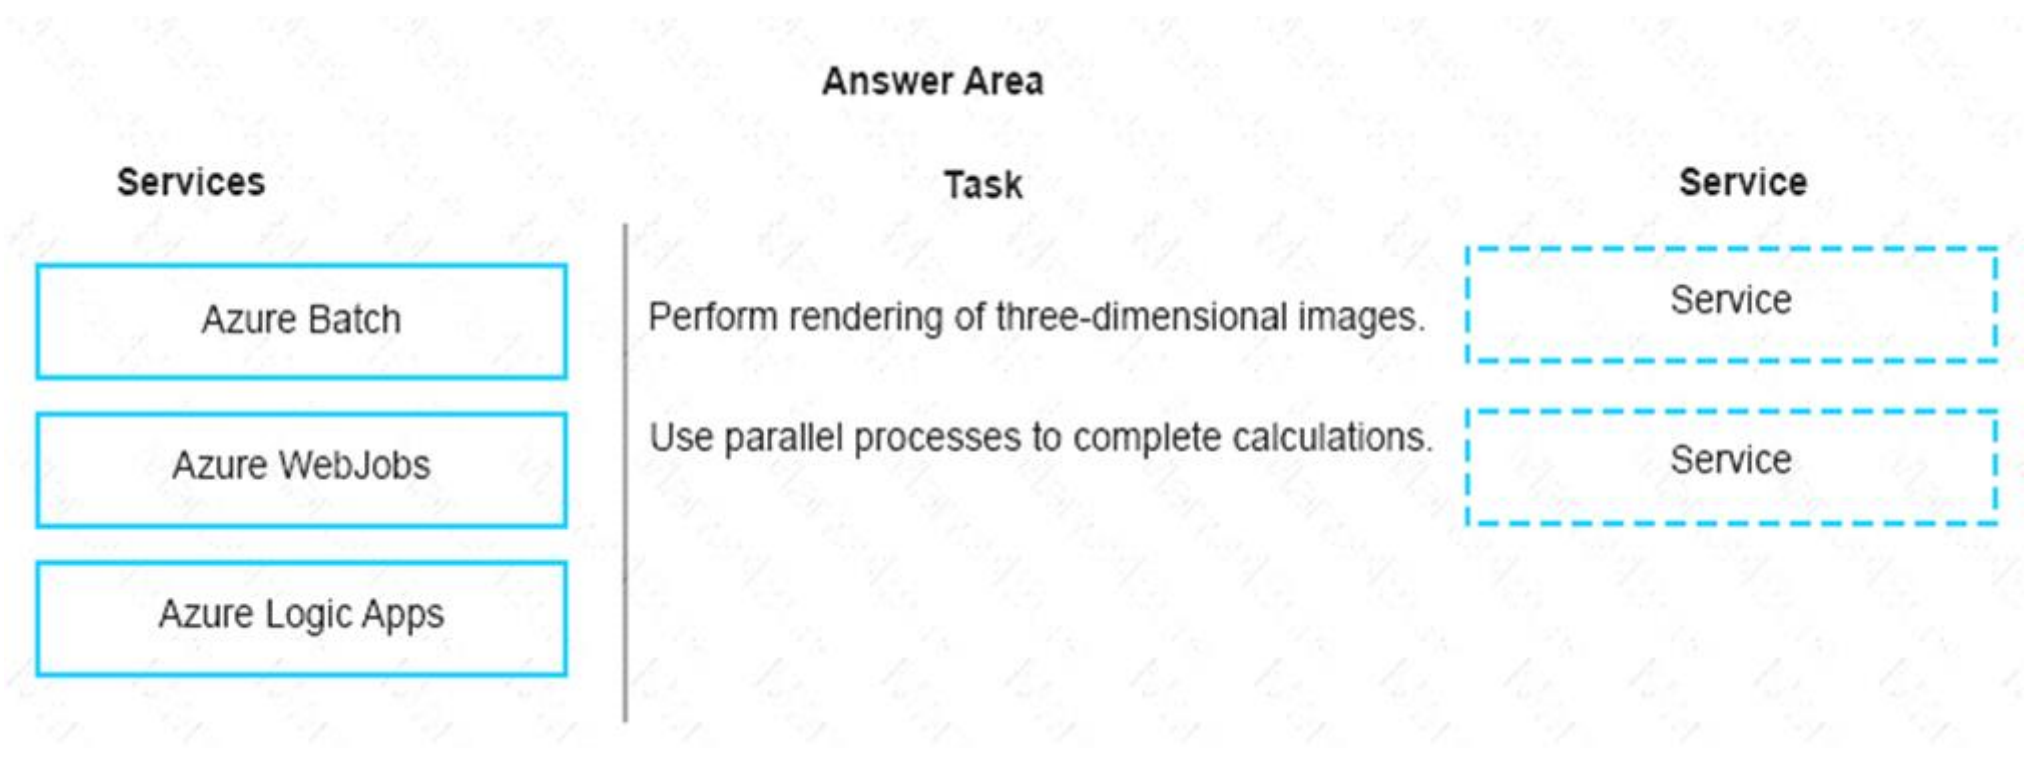 Answer Area
Services
Task
Service
Azure Batch
Perform rendering of three-dimensional images.
Service
Azure WebJobs
Use parallel processes to complete calculations.
Service
Azure Logic Apps